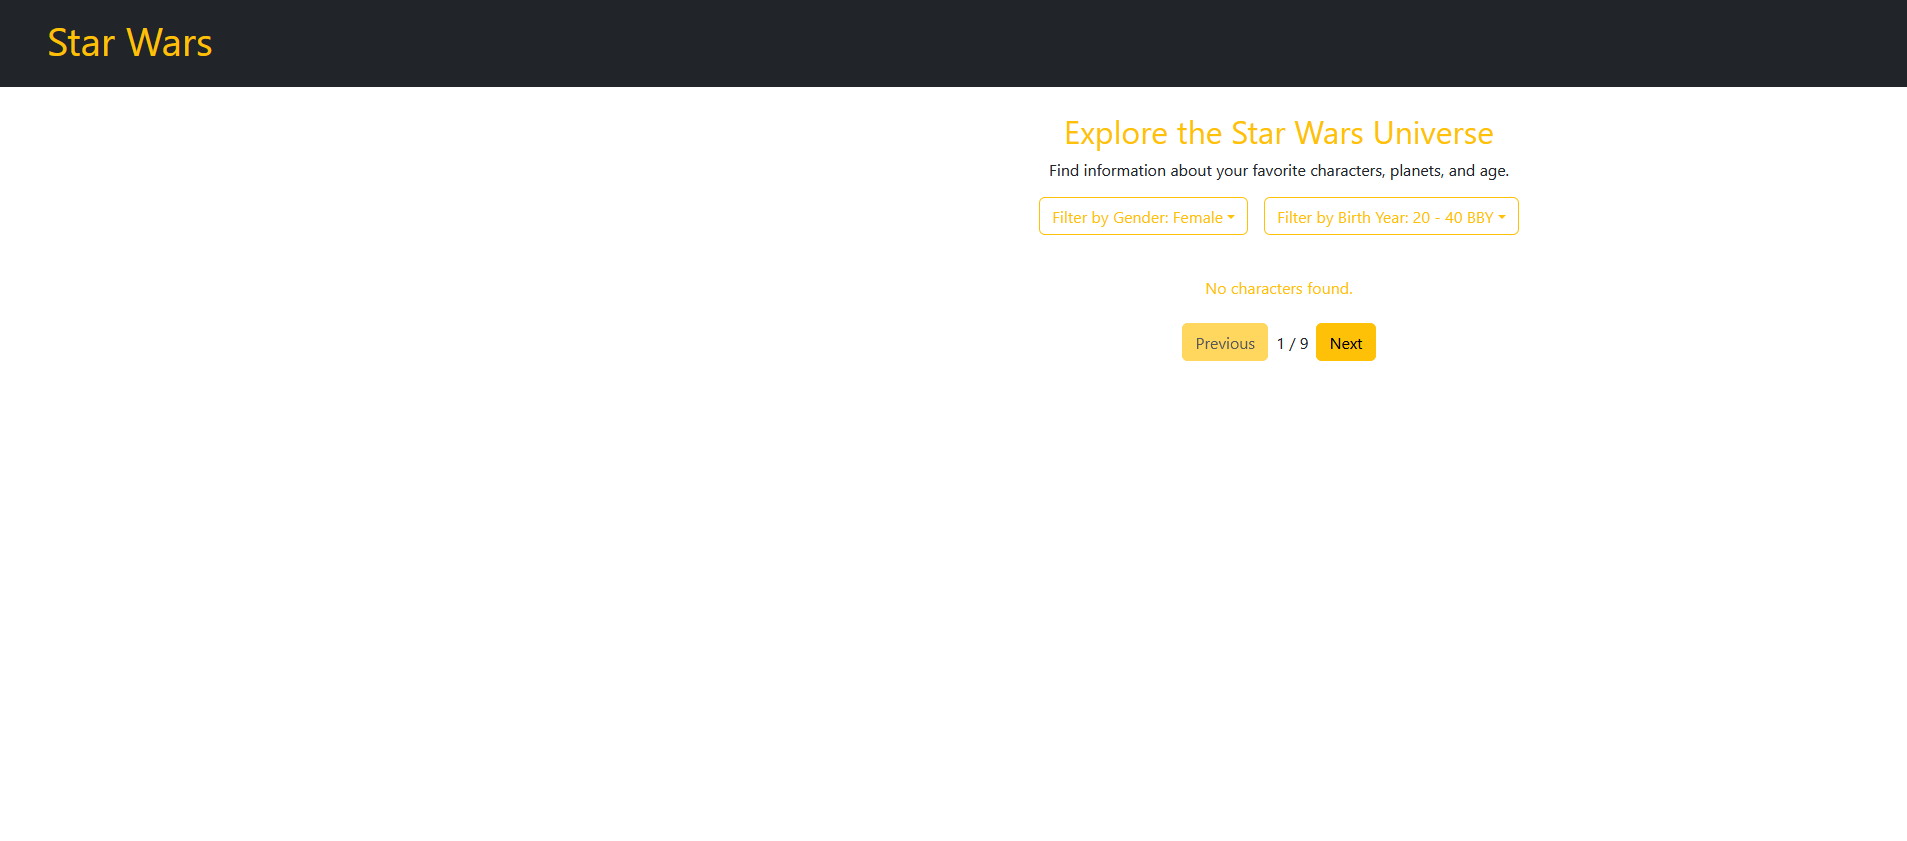 Star Wars
Explore the Star Wars Universe
Find information about your favorite characters, planets, and age.
Filter by Gender: Female
Filter by Birth Year: 20 - 40 BBY
No characters found.
Previous 1 / 9 Next